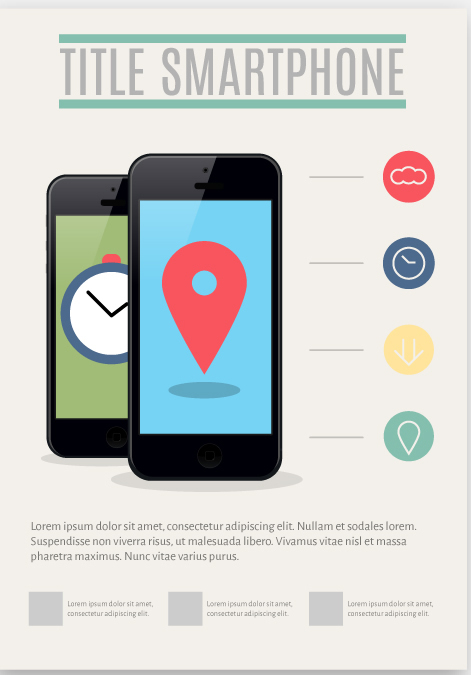 TITLE SMARTPHONE
Lorem ipsum dolor sit amet, consectetur adipiscing elit. Nullam et sodales lorem.
Suspendisse non viverra risus, ut malesuada libero. Vivamus vitae nisl et massa
pharetra maximus. Nunc vitae varius purus.
Lorem ipsum dolor sit amet,
consectetur adipiscing elit.
Lorem ipsum dolor sit amet,
consectetur adipiscing elit.
Lorem ipsum dolor sit amet,
consectetur adipiscing elit.